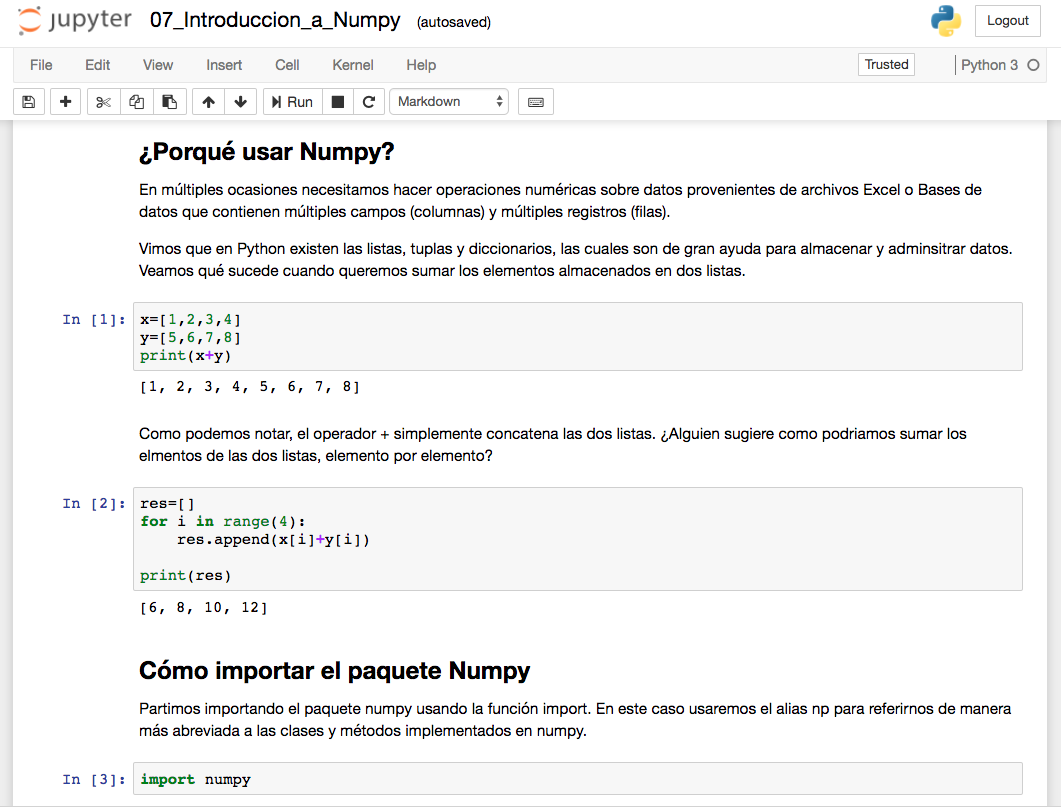 jupyter 07_Introduccion_a_Numpy (autosaved) Logout
File Edit View Insert Cell Kernel Help Trusted Python 3
Run Markdown
¿Porqué usar Numpy?
En múltiples ocasiones necesitamos hacer operaciones numéricas sobre datos provenientes de archivos Excel o Bases de
datos que contienen múltiples campos (columnas) y múltiples registros (filas).
Vimos que en Python existen las listas, tuplas y diccionarios, las cuales son de gran ayuda para almacenar y adminsitrar datos.
Veamos qué sucede cuando queremos sumar los elementos almacenados en dos listas.
In [1]: x=[1,2,3,4]
y=[5,6,7,8]
print(x+y)
[1, 2, 3, 4, 5, 6, 7, 8]
Como podemos notar, el operador + simplemente concatena las dos listas. ¿Alguien sugiere como podriamos sumar los
elmentos de las dos listas, elemento por elemento?
In [2]: res=[]
for i in range(4):
    res.append(x[i]+y[i])
print(res)
[6, 8, 10, 12]
Cómo importar el paquete Numpy
Partimos importando el paquete numpy usando la función import. En este caso usaremos el alias np para referirnos de manera
más abreviada a las clases y métodos implementados en numpy.
In [3]: import numpy